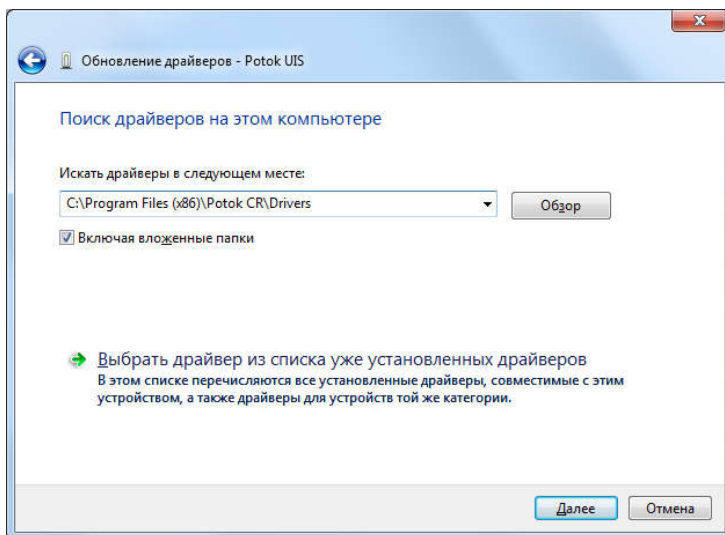 Обновление драйверов - Potok UIS
Поиск драйверов на этом компьютере
Искать драйверы в следующем месте:
C:\Program Files (x86)\Potok CR\Drivers
Обзор
Включая вложенные папки
Выбрать драйвер из списка уже установленных драйверов
В этом списке перечисляются все установленные драйверы, совместимые с этим
устройством, а также драйверы для устройств той же категории.
Далее
Отмена